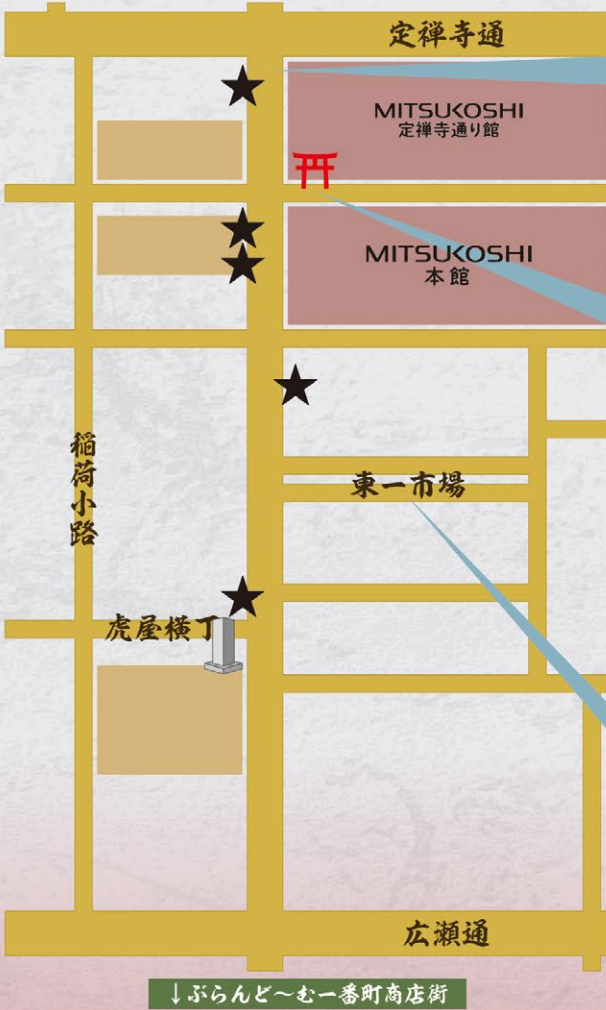 定禅寺通
MITSUKOSHI
定禅寺通り館
MITSUKOSHI
本館
稲荷小路
東一市場
虎屋横丁
広瀬通
↓ぶらんど〜む一番町商店街